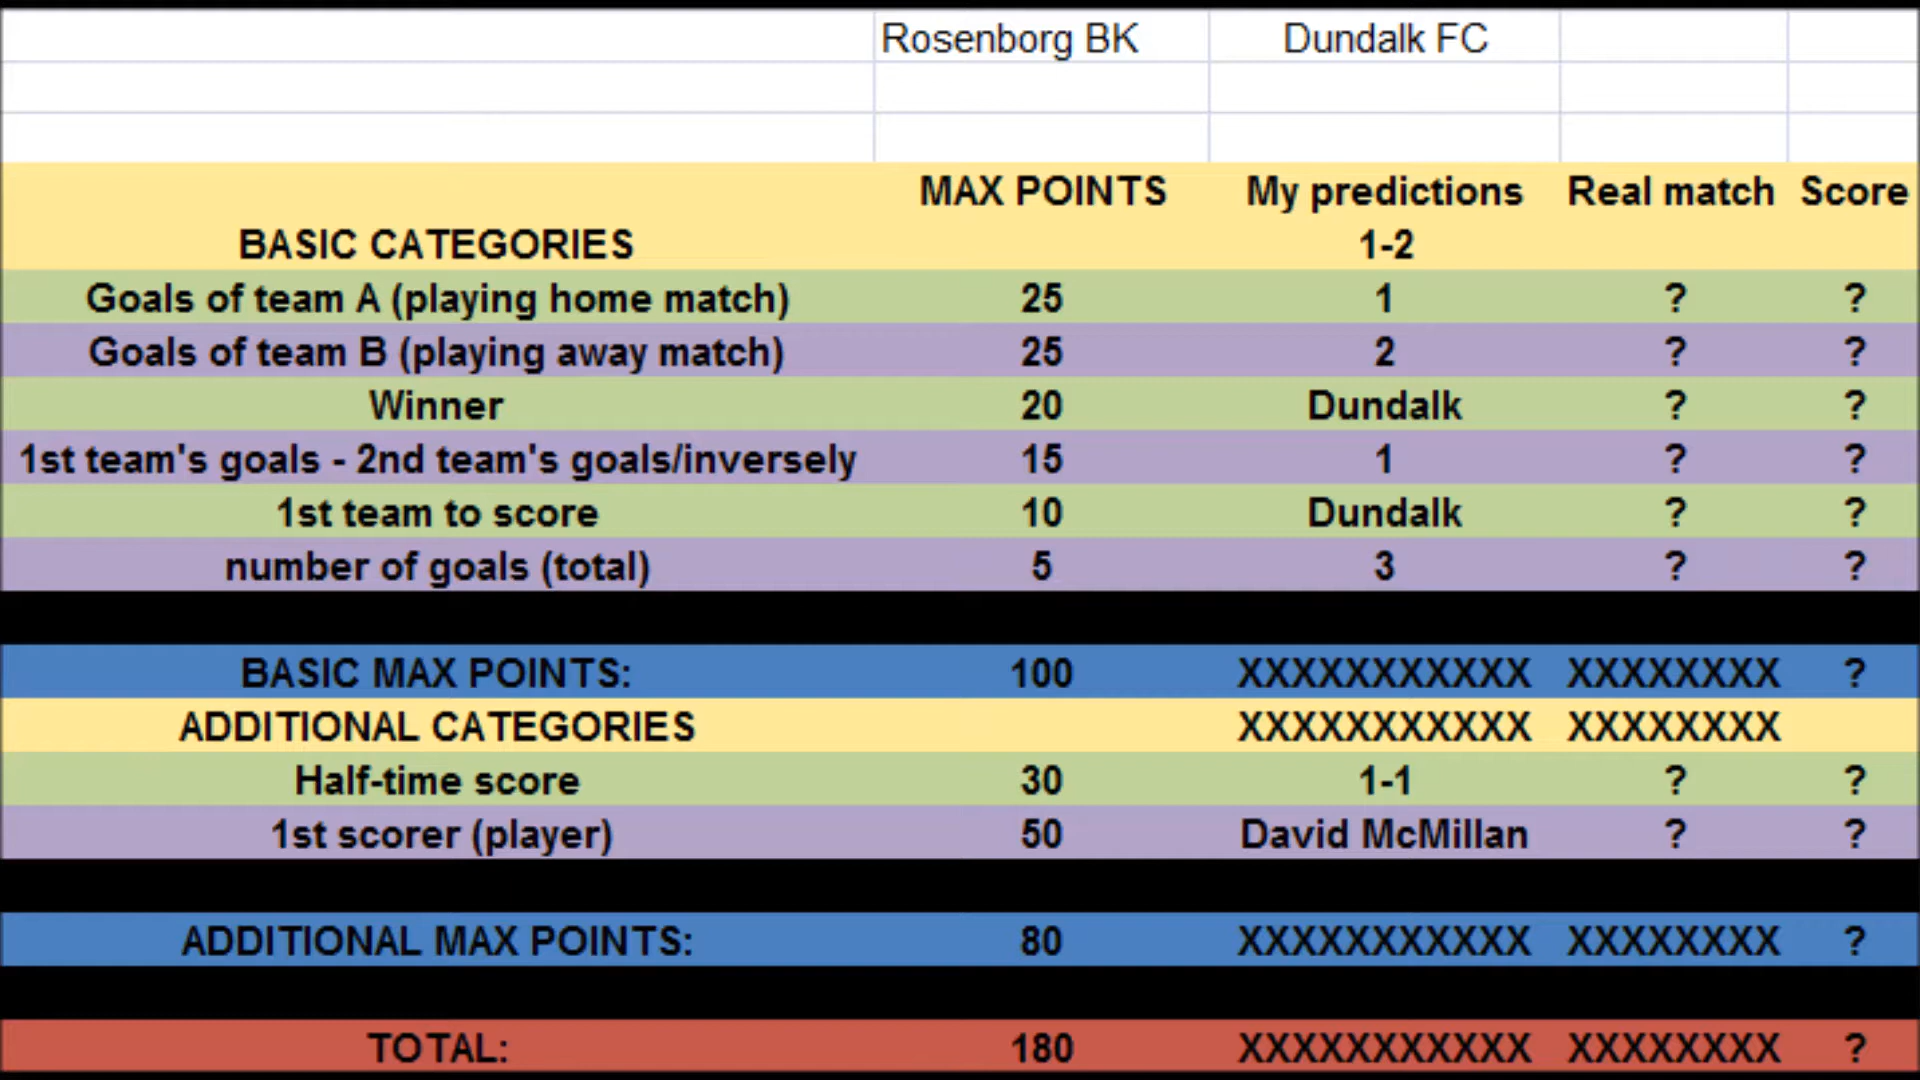 Rosenborg BK Dundalk FC
MAX POINTS My predictions Real match Score
BASIC CATEGORIES 1-2
Goals of team A (playing home match) 25 1 ? ?
Goals of team B (playing away match) 25 2 ? ?
Winner 20 Dundalk ? ?
1st team's goals - 2nd team's goals/inversely 15 1 ? ?
1st team to score 10 Dundalk ? ?
number of goals (total) 5 3 ? ?
BASIC MAX POINTS: 100 XXXXXXXXXXX XXXXXXXX ?
ADDITIONAL CATEGORIES XXXXXXXXXXX XXXXXXXX
Half-time score 30 1-1 ? ?
1st scorer (player) 50 David McMillan ? ?
ADDITIONAL MAX POINTS: 80 XXXXXXXXXXX XXXXXXXX ?
TOTAL: 180 XXXXXXXXXXX XXXXXXXX ?